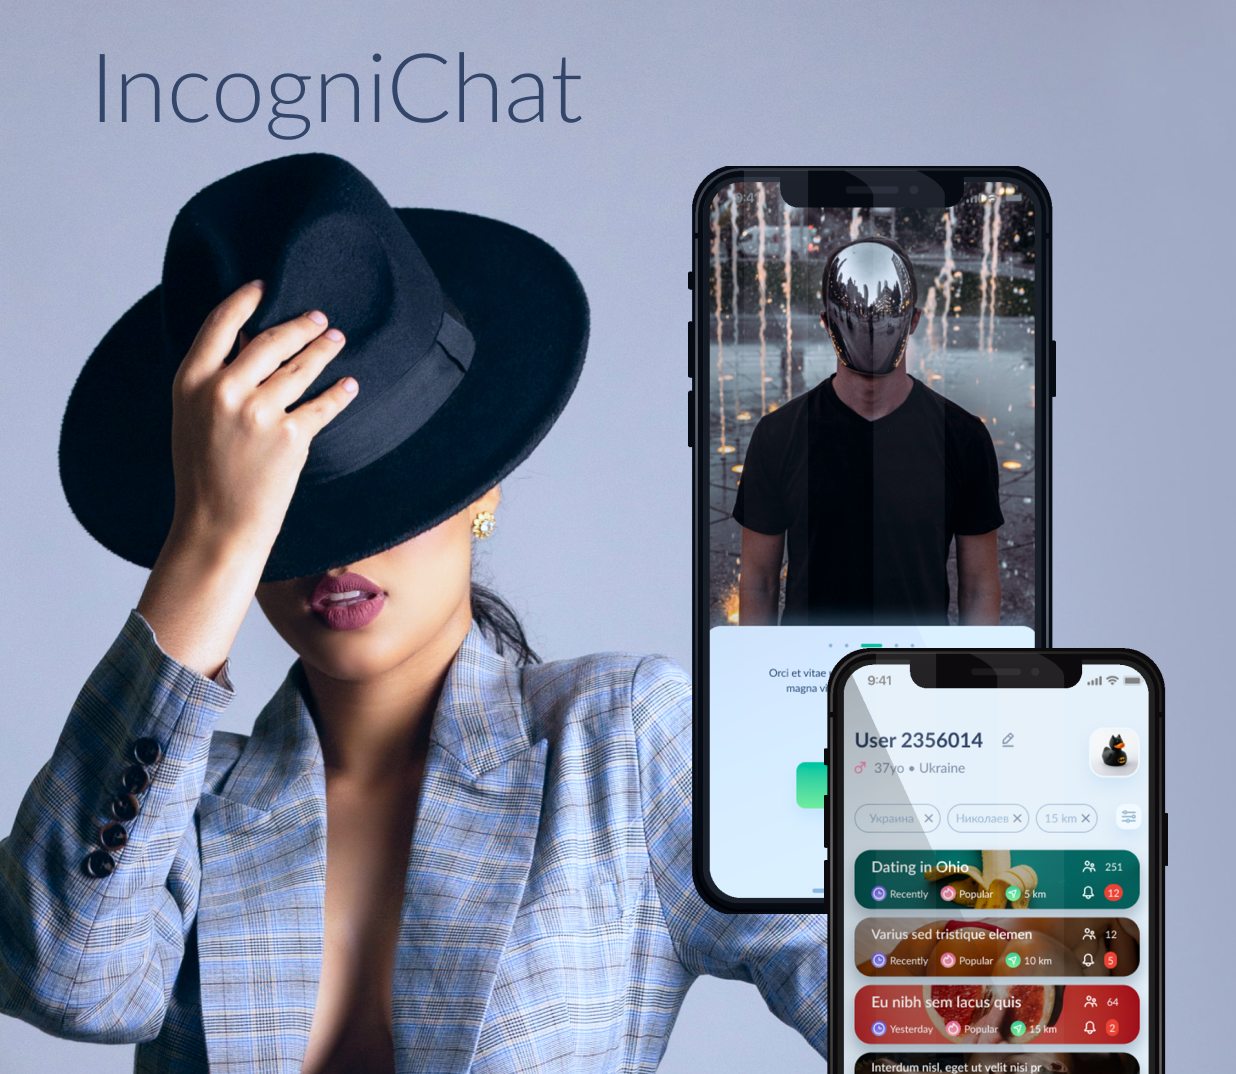 IncogniChat
9:4
Orci et vitae
magna vi
9:41
User 2356014
37yo • Ukraine
Украина ✕ Николаев ✕ 15 km ✕
Dating in Ohio 251
Recently Popular 5 km 12
Varius sed tristique elemen 12
Recently Popular 10 km 5
Eu nibh sem lacus quis 64
Yesterday Popular 15 km 2
Interdum nisl, eget ut velit nisi pr